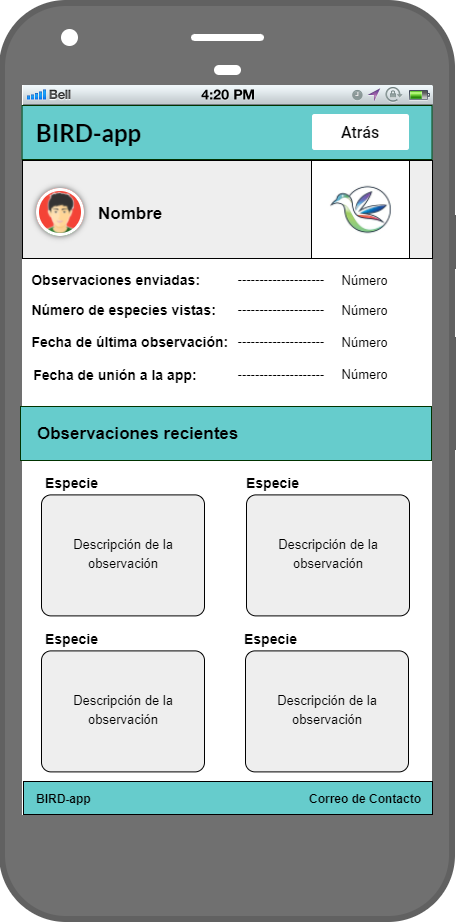 Bell 4:20 PM
BIRD-app Atrás
Nombre
Observaciones enviadas: ------------------- Número
Número de especies vistas: ------------------- Número
Fecha de última observación: ------------------- Número
Fecha de unión a la app: ------------------- Número
Observaciones recientes
Especie Especie
Descripción de la Descripción de la
observación observación
Especie Especie
Descripción de la Descripción de la
observación observación
BIRD-app Correo de Contacto